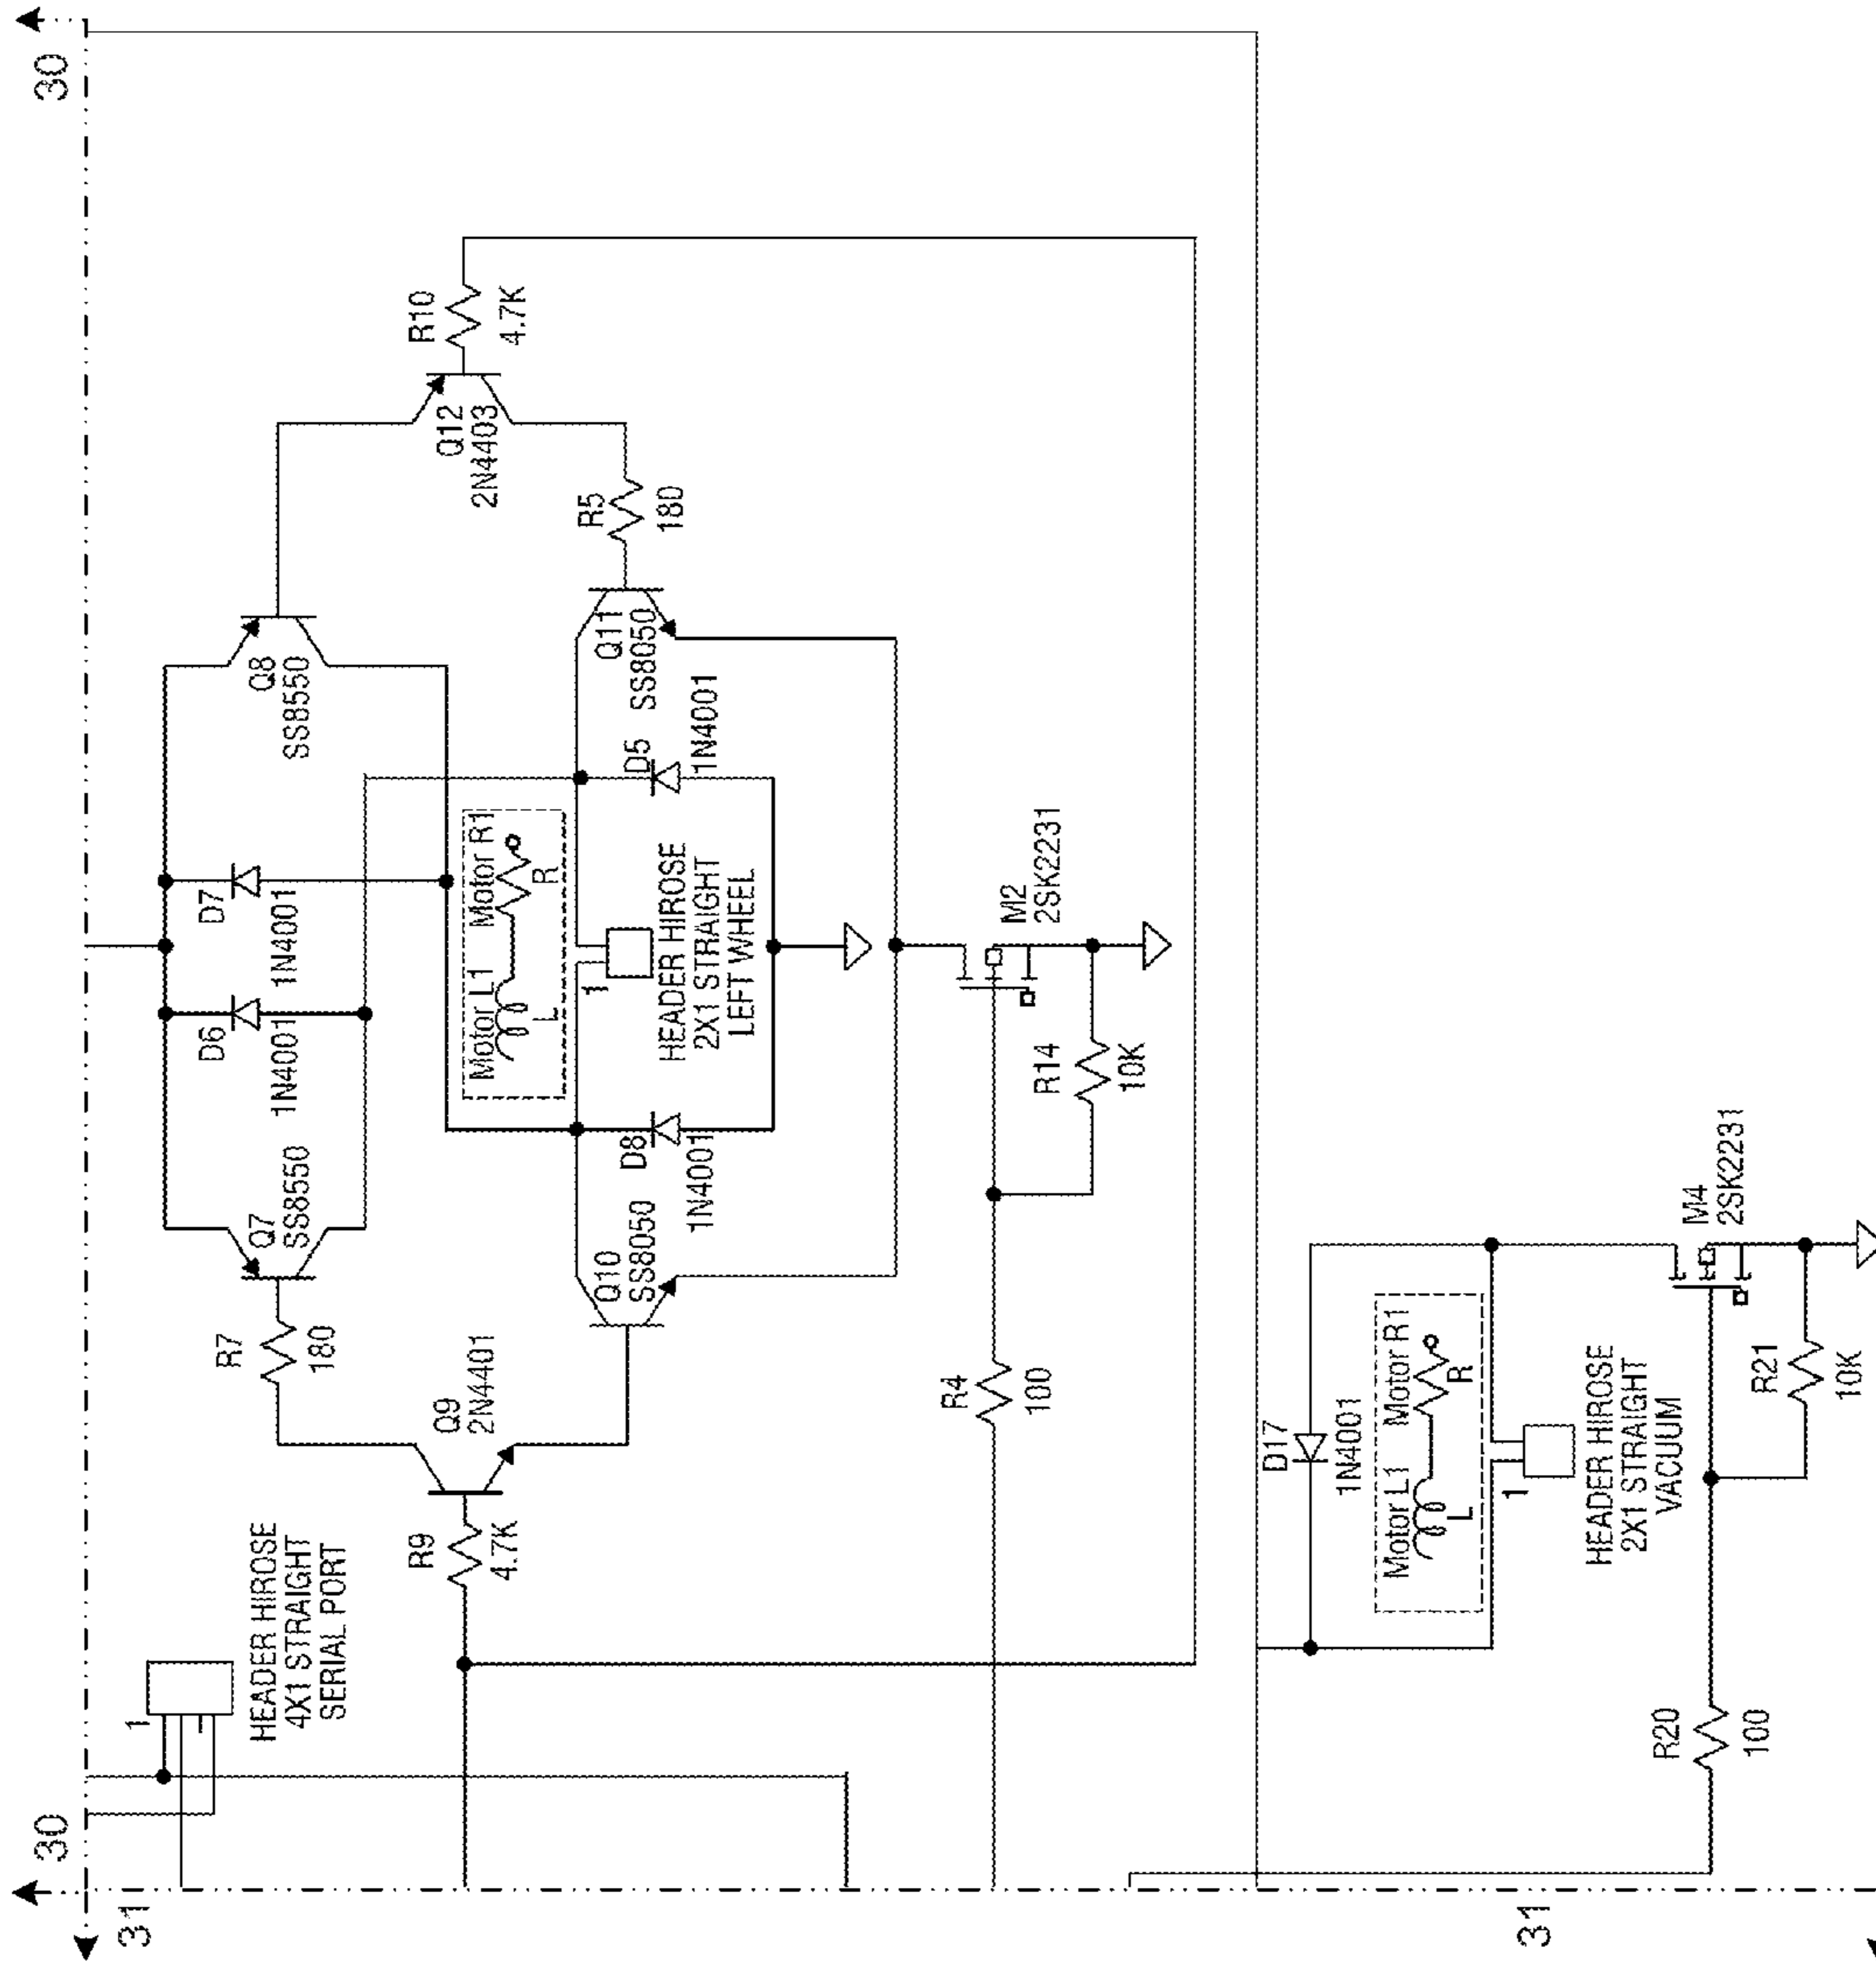 30
30
31
31
1
HEADER HIROSE
4X1 STRAIGHT
SERIAL PORT
R9
4.7K
Q9
2N4401
R7
180
Q7
SS8550
D6
1N4001
D7
1N4001
Q8
SS8550
Q12
2N4403
R10
4.7K
R5
180
Q11
SS8050
D5
1N4001
Motor L1 Motor R1
L
R
1
HEADER HIROSE
2X1 STRAIGHT
LEFT WHEEL
D8
1N4001
Q10
SS8050
R4
100
R14
10K
M2
2SK2231
D17
1N4001
Motor L1 Motor R1
L
R
1
HEADER HIROSE
2X1 STRAIGHT
VACUUM
R20
100
R21
10K
M4
2SK2231